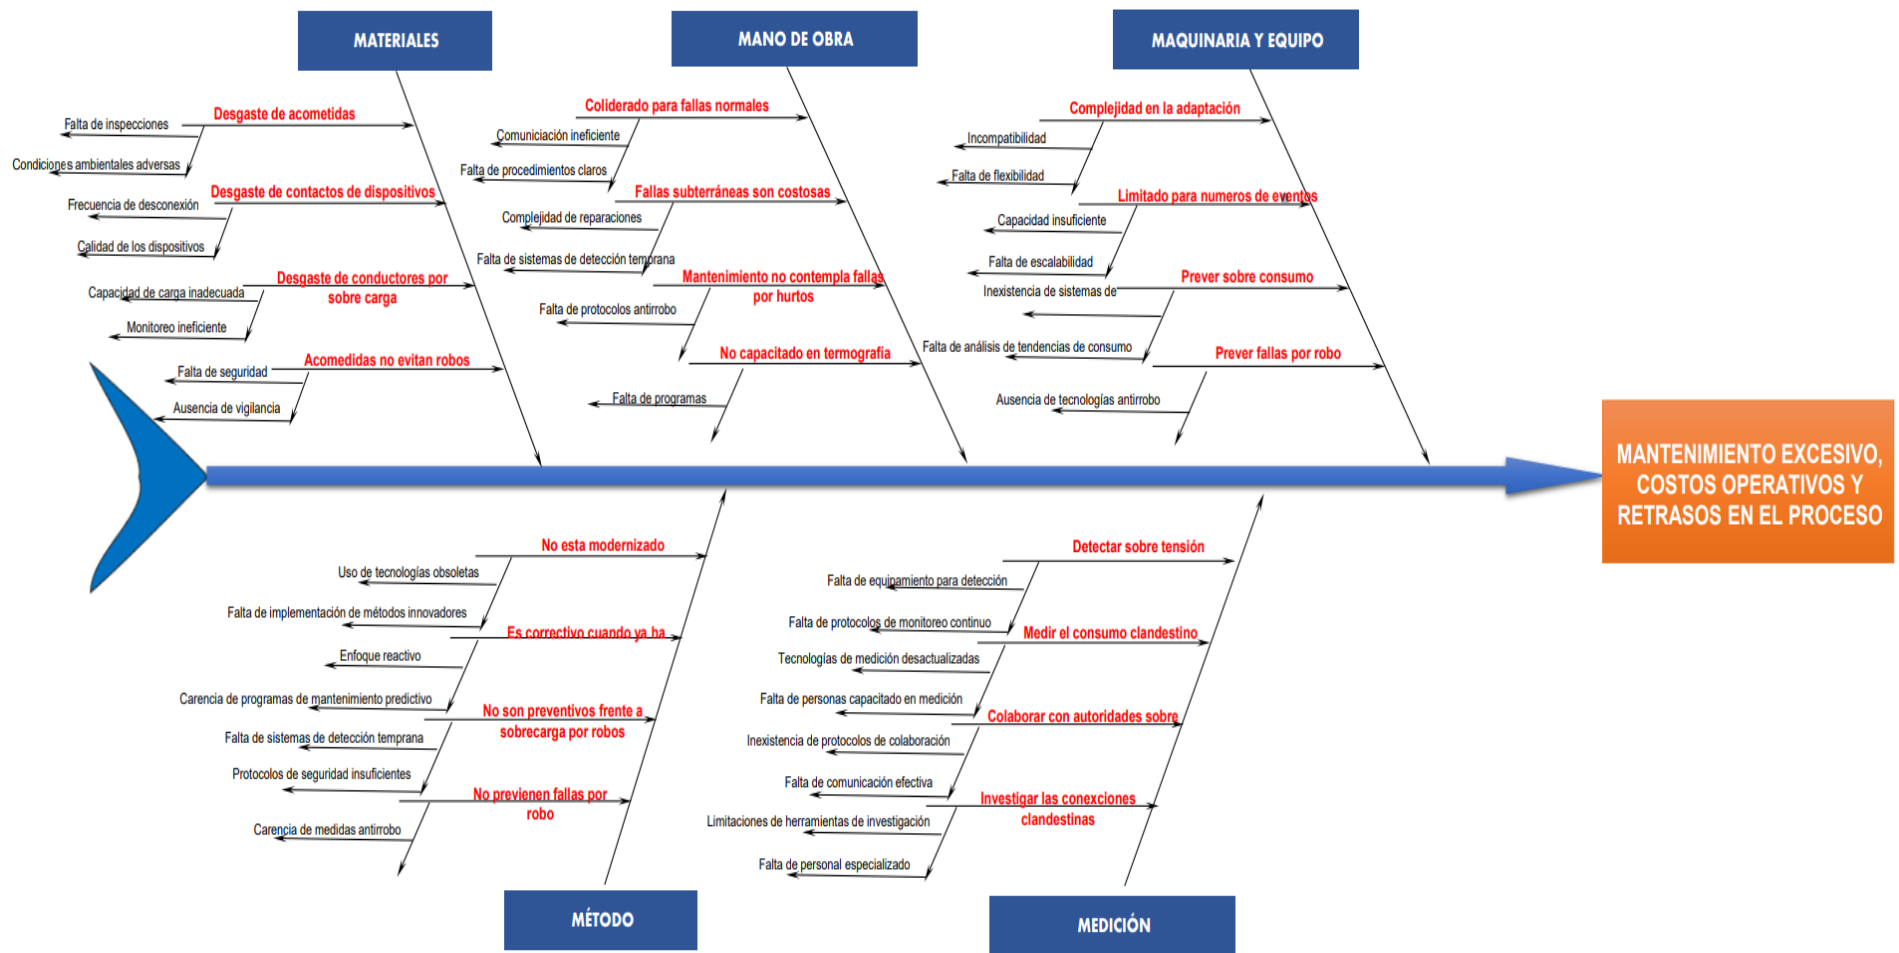 MATERIALES
MANO DE OBRA
MAQUINARIA Y EQUIPO
Desgaste de acometidas
Falta de inspecciones
Condiciones ambientales adversas
Desgaste de contactos de dispositivos
Frecuencia de desconexión
Calidad de los dispositivos
Desgaste de conductores por
sobre carga
Capacidad de carga inadecuada
Monitoreo ineficiente
Acomedidas no evitan robos
Falta de seguridad
Ausencia de vigilancia
Coliderado para fallas normales
Comuniciación ineficiente
Falta de procedimientos claros
Fallas subterráneas son costosas
Complejidad de reparaciones
Falta de sistemas de detección temprana
Mantenimiento no contempla fallas
por hurtos
Falta de protocolos antirrobo
No capacitado en termografia
Falta de programas
Complejidad en la adaptación
Incompatibilidad
Falta de flexibilidad
Limitado para numeros de eventos
Capacidad insuficiente
Falta de escalabilidad
Prever sobre consumo
Inexistencia de sistemas de
Falta de análisis de tendencias de consumo
Prever fallas por robo
Ausencia de tecnologías antirrobo
MANTENIMIENTO EXCESIVO,
COSTOS OPERATIVOS Y
RETRASOS EN EL PROCESO
No esta modernizado
Uso de tecnologías obsoletas
Falta de implementación de métodos innovadores
Es correctivo cuando ya ha
Enfoque reactivo
Carencia de programas de mantenimiento predictivo
No son preventivos frente a
sobrecarga por robos
Falta de sistemas de detección temprana
Protocolos de seguridad insuficientes
No previenen fallas por
robo
Carencia de medidas antirrobo
Detectar sobre tensión
Falta de equipamiento para detección
Falta de protocolos de monitoreo continuo
Medir el consumo clandestino
Tecnologías de medición desactualizadas
Falta de personas capacitado en medición
Colaborar con autoridades sobre
Inexistencia de protocolos de colaboración
Falta de comunicación efectiva
Investigar las conexciones
clandestinas
Limitaciones de herramientas de investigación
Falta de personal especializado
MÉTODO
MEDICIÓN